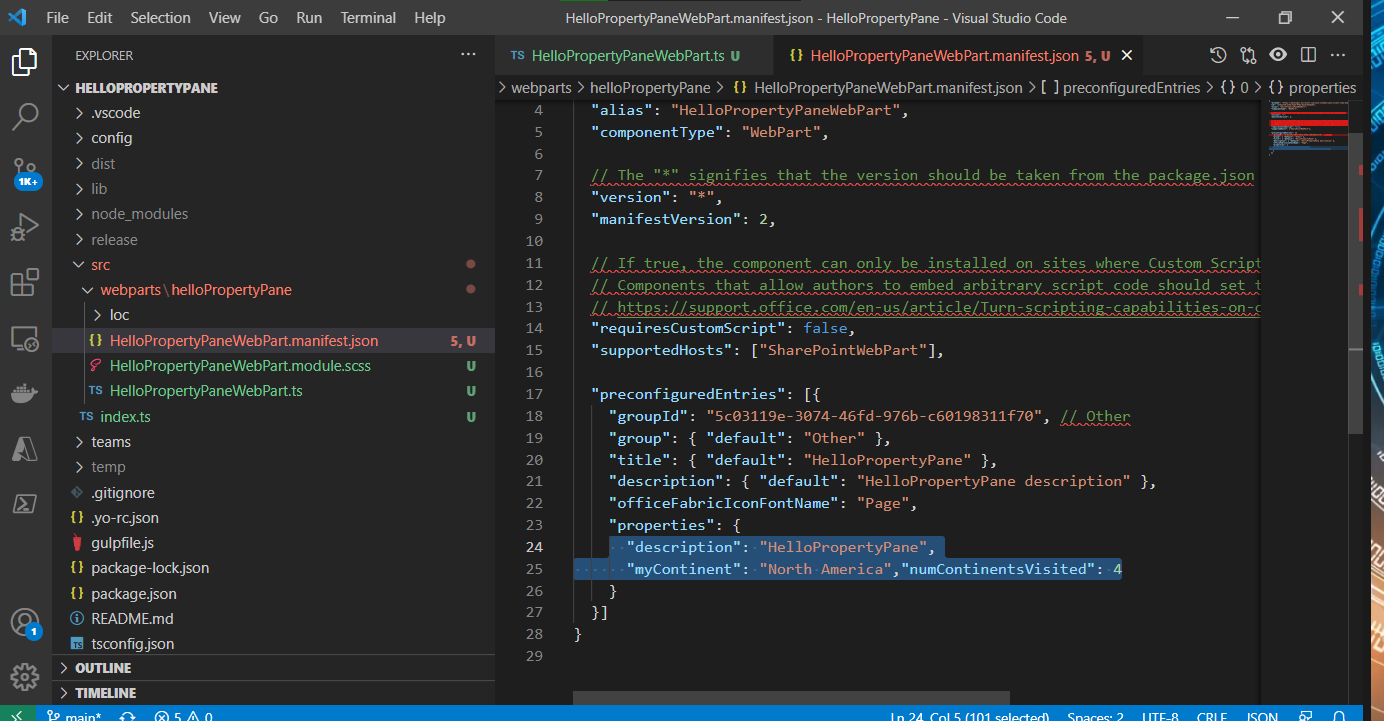 File Edit Selection View Go Run Terminal Help
HelloPropertyPaneWebPart.manifest.json - HelloPropertyPane - Visual Studio Code
EXPLORER
HELLOPROPERTYPANE
.vscode
config
dist
lib
node_modules
release
src
webparts\helloPropertyPane
loc
{} HelloPropertyPaneWebPart.manifest.json 5, U
HelloPropertyPaneWebPart.module.scss U
TS HelloPropertyPaneWebPart.ts U
TS index.ts U
teams
temp
.gitignore
{} .yo-rc.json
gulpfile.js
{} package-lock.json
{} package.json
README.md
TS tsconfig.json
OUTLINE
TIMELINE
1K+
1
TS HelloPropertyPaneWebPart.ts U
{} HelloPropertyPaneWebPart.manifest.json 5, U
> webparts > helloPropertyPane > {} HelloPropertyPaneWebPart.manifest.json > [ ] preconfiguredEntries > {} 0 > {} properties
4 "alias": "HelloPropertyPaneWebPart",
5 "componentType": "WebPart",
6
7 // The "*" signifies that the version should be taken from the package.json
8 "version": "*",
9 "manifestVersion": 2,
10
11 // If true, the component can only be installed on sites where Custom Script
12 // Components that allow authors to embed arbitrary script code should set t
13 // https://support.office.com/en-us/article/Turn-scripting-capabilities-on-o
14 "requiresCustomScript": false,
15 "supportedHosts": ["SharePointWebPart"],
16
17 "preconfiguredEntries": [{
18 "groupId": "5c03119e-3074-46fd-976b-c60198311f70", // Other
19 "group": { "default": "Other" },
20 "title": { "default": "HelloPropertyPane" },
21 "description": { "default": "HelloPropertyPane description" },
22 "officeFabricIconFontName": "Page",
23 "properties": {
24 "description": "HelloPropertyPane",
25 "myContinent": "North America","numContinentsVisited": 4
26 }
27 }]
28 }
29
main* 5 0 Ln 24, Col 5 (101 selected) Spaces: 2 UTF-8 CRLF JSON